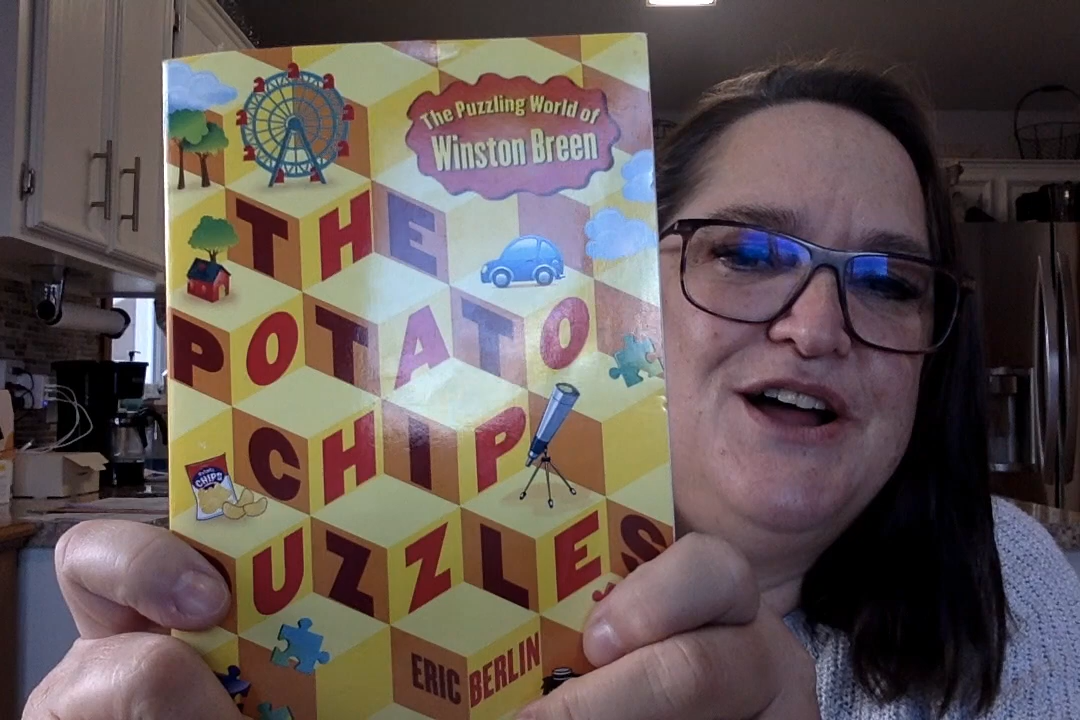 The Puzzling World of
Winston Breen
THE
POTATO
CHIP
PUZZLES
CHIPS
ERIC BERLIN